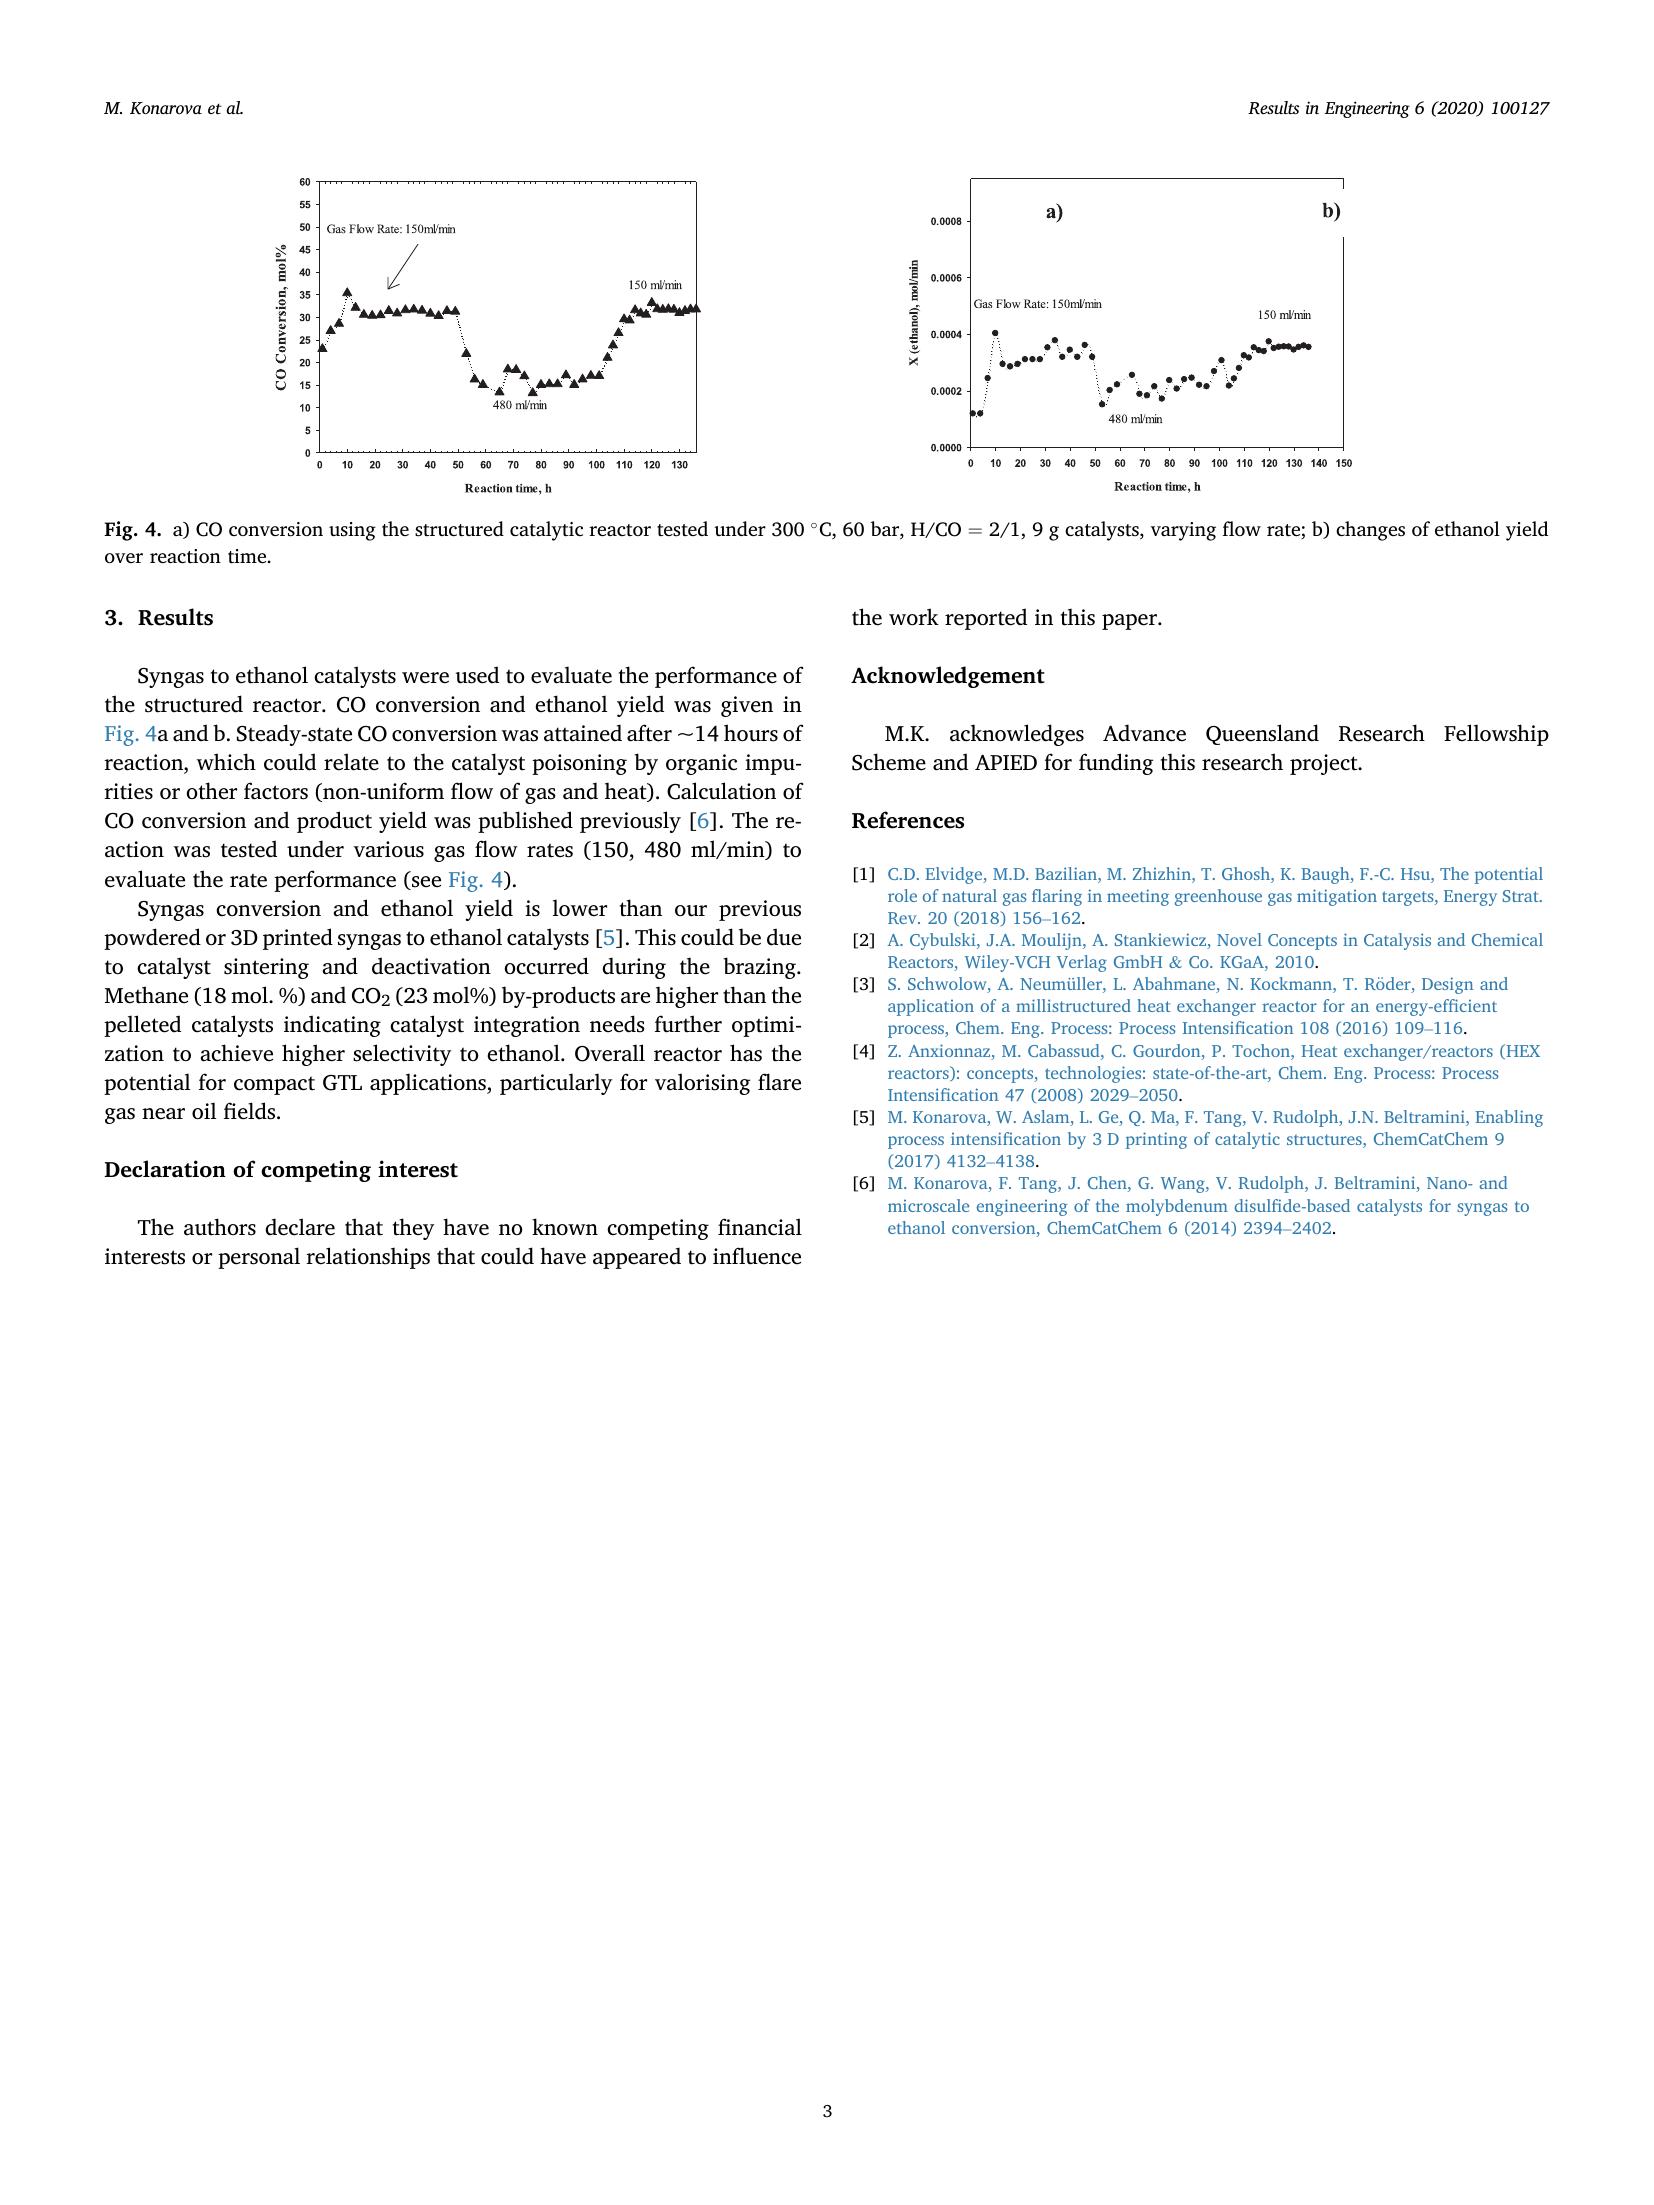 M. Konarova et al.
Results in Engineering 6 (2020) 100127
60
55
50
45
40
35
30
25
20
15
10
5
0
CO Conversion, mol%
Gas Flow Rate: 150ml/min
150 ml/min
480 ml/min
0 10 20 30 40 50 60 70 80 90 100 110 120 130
Reaction time, h
a)
b)
0.0008
0.0006
0.0004
0.0002
0.0000
X (ethanol), mol/min
Gas Flow Rate: 150ml/min
150 ml/min
480 ml/min
0 10 20 30 40 50 60 70 80 90 100 110 120 130 140 150
Reaction time, h
Fig. 4. a) CO conversion using the structured catalytic reactor tested under 300 °C, 60 bar, H/CO = 2/1, 9 g catalysts, varying flow rate; b) changes of ethanol yield
over reaction time.
3. Results
Syngas to ethanol catalysts were used to evaluate the performance of
the structured reactor. CO conversion and ethanol yield was given in
Fig. 4a and b. Steady-state CO conversion was attained after ~14 hours of
reaction, which could relate to the catalyst poisoning by organic impu-
rities or other factors (non-uniform flow of gas and heat). Calculation of
CO conversion and product yield was published previously [6]. The re-
action was tested under various gas flow rates (150, 480 ml/min) to
evaluate the rate performance (see Fig. 4).
Syngas conversion and ethanol yield is lower than our previous
powdered or 3D printed syngas to ethanol catalysts [5]. This could be due
to catalyst sintering and deactivation occurred during the brazing.
Methane (18 mol. %) and CO2 (23 mol%) by-products are higher than the
pelleted catalysts indicating catalyst integration needs further optimi-
zation to achieve higher selectivity to ethanol. Overall reactor has the
potential for compact GTL applications, particularly for valorising flare
gas near oil fields.
Declaration of competing interest
The authors declare that they have no known competing financial
interests or personal relationships that could have appeared to influence
the work reported in this paper.
Acknowledgement
M.K. acknowledges Advance Queensland Research Fellowship
Scheme and APIED for funding this research project.
References
[1] C.D. Elvidge, M.D. Bazilian, M. Zhizhin, T. Ghosh, K. Baugh, F.-C. Hsu, The potential
role of natural gas flaring in meeting greenhouse gas mitigation targets, Energy Strat.
Rev. 20 (2018) 156–162.
[2] A. Cybulski, J.A. Moulijn, A. Stankiewicz, Novel Concepts in Catalysis and Chemical
Reactors, Wiley-VCH Verlag GmbH & Co. KGaA, 2010.
[3] S. Schwolow, A. Neumüller, L. Abahmane, N. Kockmann, T. Röder, Design and
application of a millistructured heat exchanger reactor for an energy-efficient
process, Chem. Eng. Process: Process Intensification 108 (2016) 109–116.
[4] Z. Anxionnaz, M. Cabassud, C. Gourdon, P. Tochon, Heat exchanger/reactors (HEX
reactors): concepts, technologies: state-of-the-art, Chem. Eng. Process: Process
Intensification 47 (2008) 2029–2050.
[5] M. Konarova, W. Aslam, L. Ge, Q. Ma, F. Tang, V. Rudolph, J.N. Beltramini, Enabling
process intensification by 3 D printing of catalytic structures, ChemCatChem 9
(2017) 4132–4138.
[6] M. Konarova, F. Tang, J. Chen, G. Wang, V. Rudolph, J. Beltramini, Nano- and
microscale engineering of the molybdenum disulfide-based catalysts for syngas to
ethanol conversion, ChemCatChem 6 (2014) 2394–2402.
3